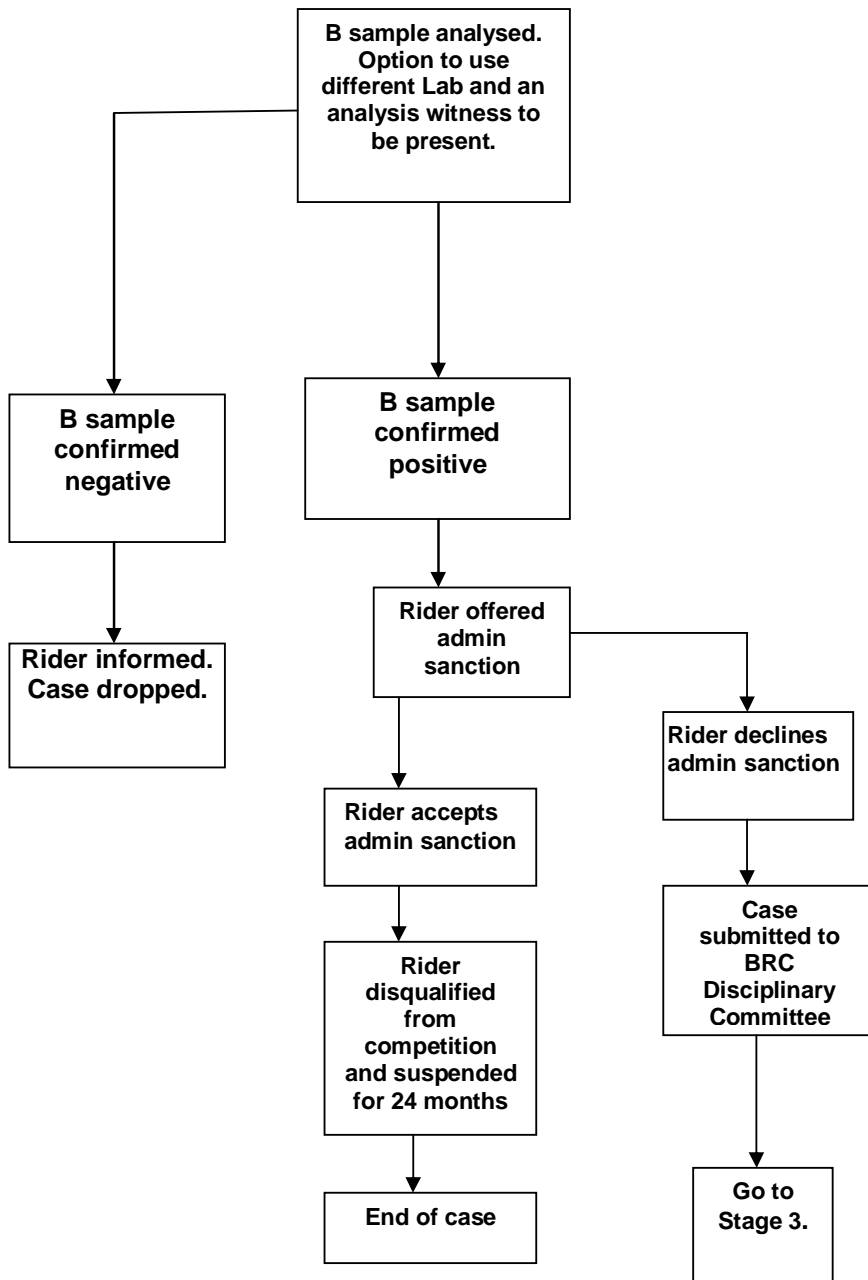 B sample analysed.
Option to use
different Lab and an
analysis witness to
be present.
B sample
confirmed
negative
B sample
confirmed
positive
Rider informed.
Case dropped.
Rider offered
admin
sanction
Rider declines
admin sanction
Rider accepts
admin sanction
Case
submitted to
BRC
Disciplinary
Committee
Rider
disqualified
from
competition
and suspended
for 24 months
End of case
Go to
Stage 3.